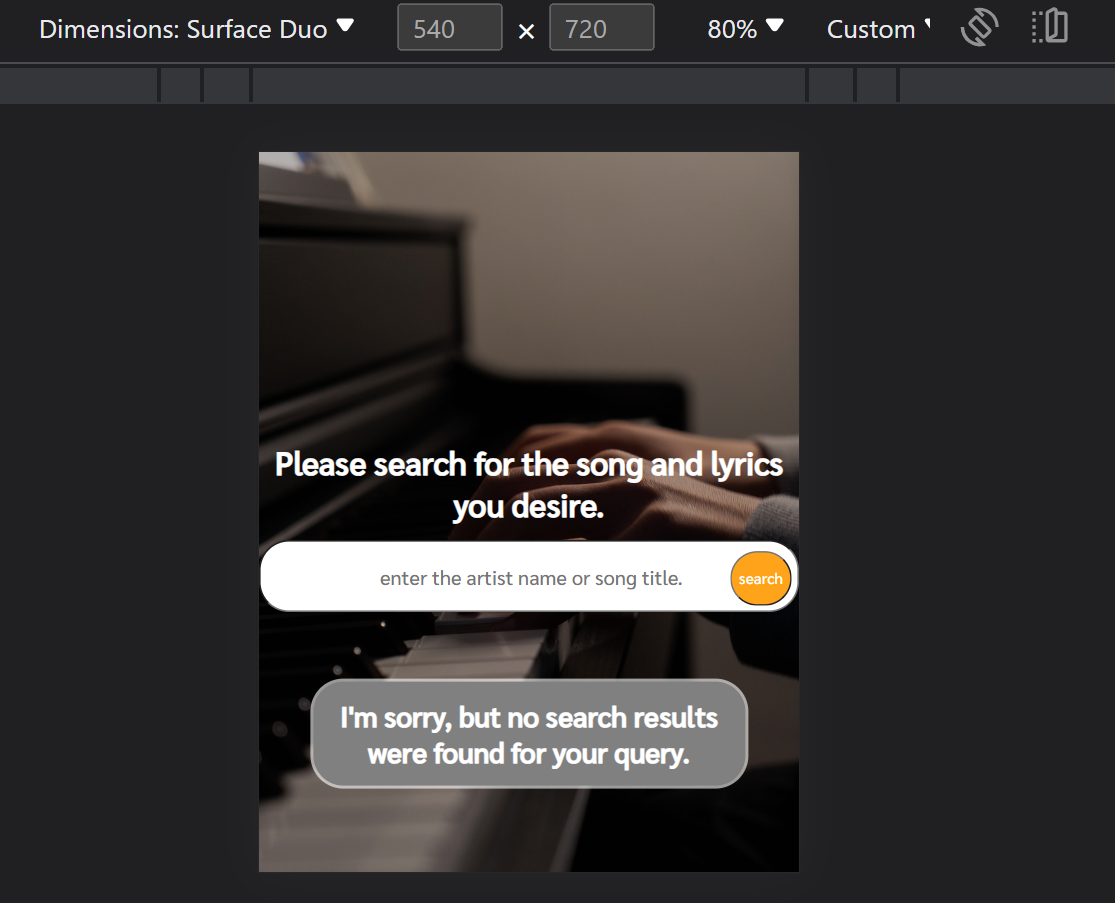 Dimensions: Surface Duo 540 × 720 80% Custom
Please search for the song and lyrics
you desire.
enter the artist name or song title. search
I'm sorry, but no search results
were found for your query.